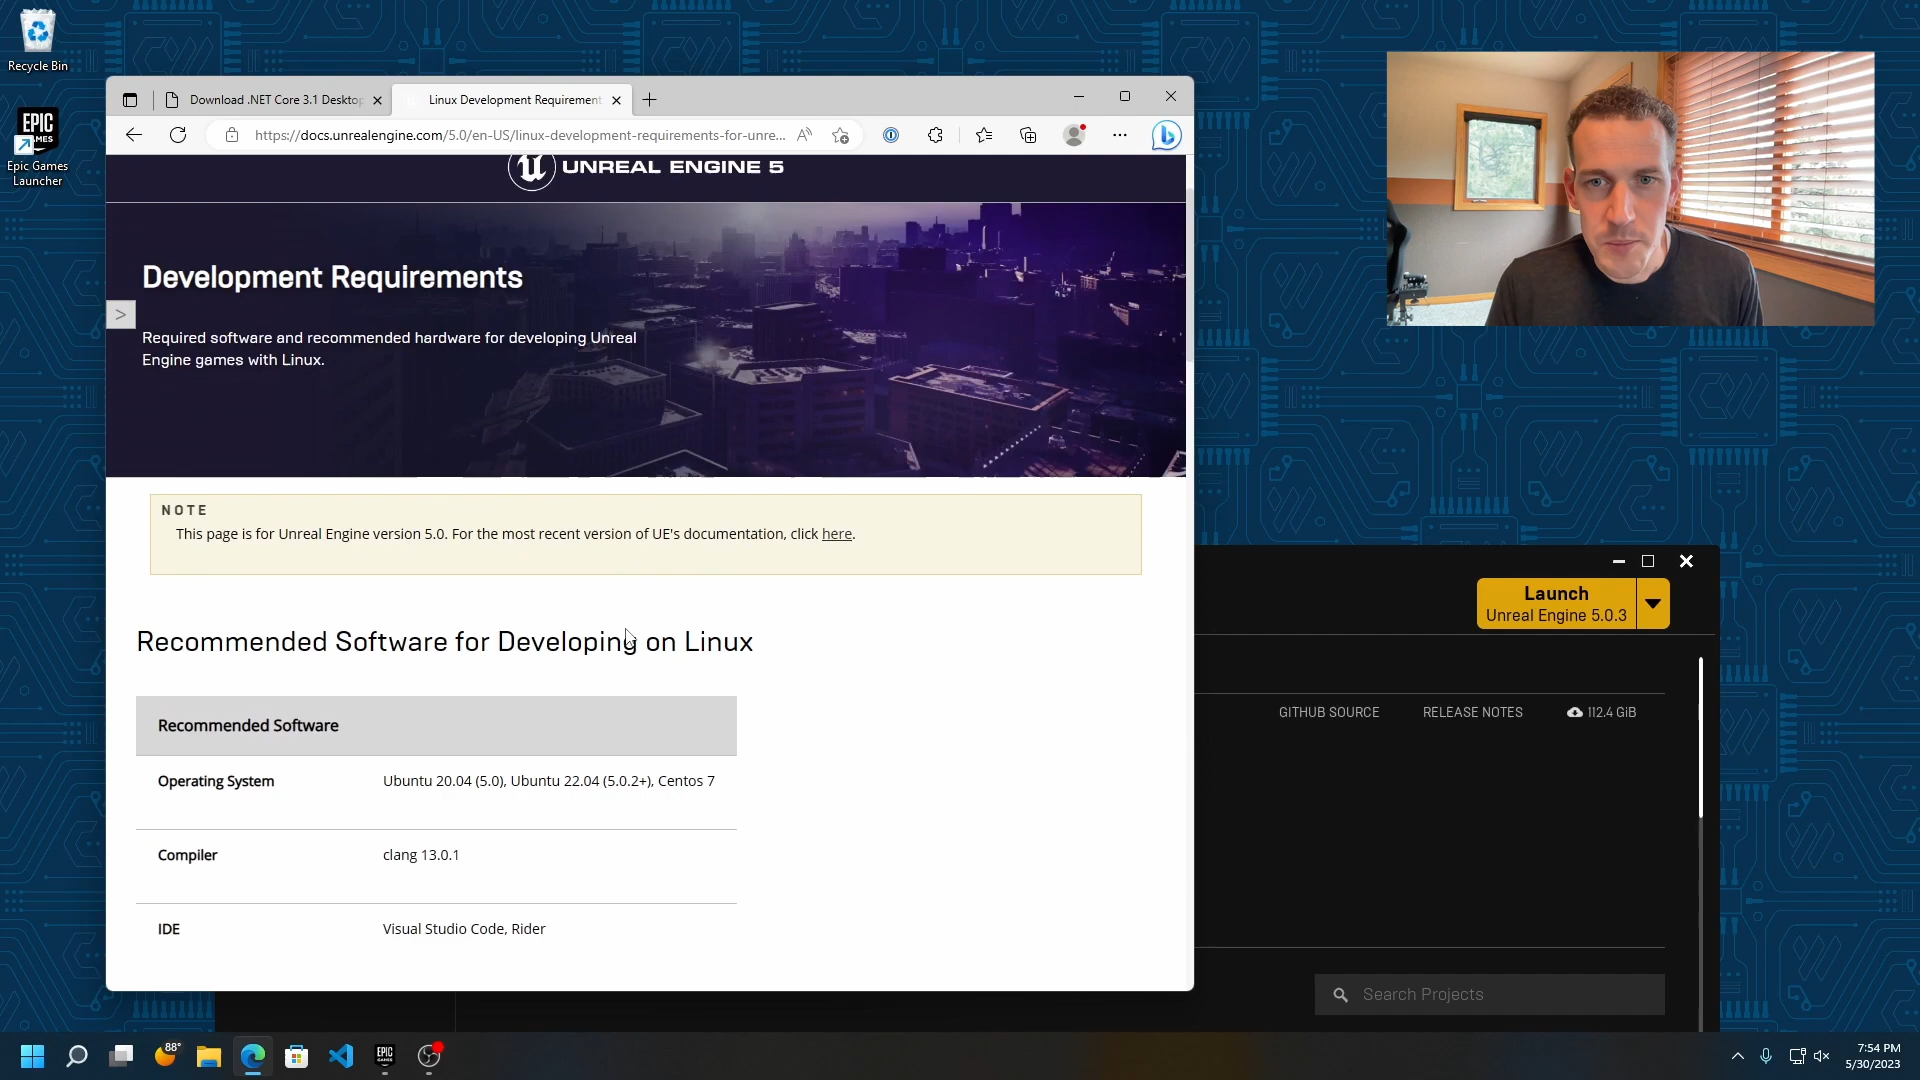 Recycle Bin
EPIC
GAMES
Epic Games
Launcher
Download .NET Core 3.1 Desktop
Linux Development Requirement
https://docs.unrealengine.com/5.0/en-US/linux-development-requirements-for-unre...
UNREAL ENGINE 5
Development Requirements
>
Required software and recommended hardware for developing Unreal
Engine games with Linux.
NOTE
This page is for Unreal Engine version 5.0. For the most recent version of UE's documentation, click here.
Recommended Software for Developing on Linux
Recommended Software
Operating System
Ubuntu 20.04 (5.0), Ubuntu 22.04 (5.0.2+), Centos 7
Compiler
clang 13.0.1
IDE
Visual Studio Code, Rider
Launch
Unreal Engine 5.0.3
GITHUB SOURCE
RELEASE NOTES
112.4 GiB
Search Projects
88°
EPIC
GAMES
7:54 PM
5/30/2023